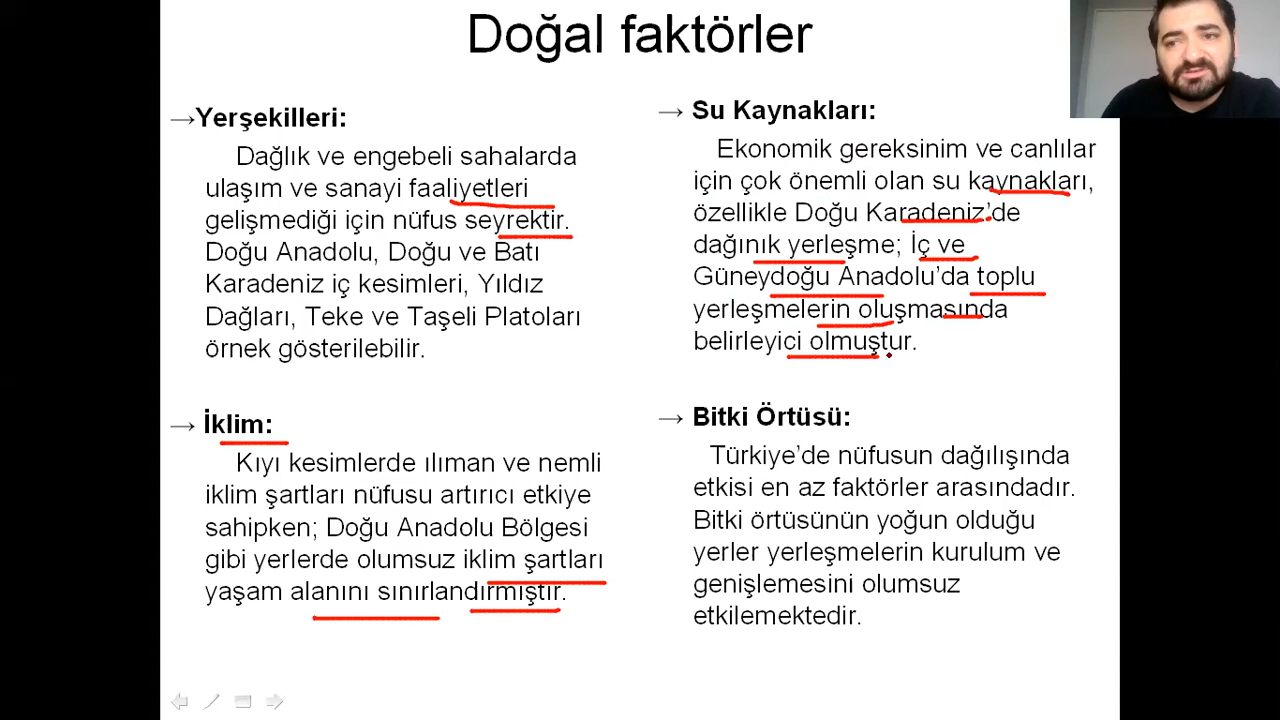 Doğal faktörler
→Yerşekilleri:
Dağlık ve engebeli sahalarda
ulaşım ve sanayi faaliyetleri
gelişmediği için nüfus seyrektir.
Doğu Anadolu, Doğu ve Batı
Karadeniz iç kesimleri, Yıldız
Dağları, Teke ve Taşeli Platoları
örnek gösterilebilir.
→ İklim:
Kıyı kesimlerde ılıman ve nemli
iklim şartları nüfusu artırıcı etkiye
sahipken; Doğu Anadolu Bölgesi
gibi yerlerde olumsuz iklim şartları
yaşam alanını sınırlandırmıştır.
→ Su Kaynakları:
Ekonomik gereksinim ve canlılar
için çok önemli olan su kaynakları,
özellikle Doğu Karadeniz’de
dağınık yerleşme; İç ve
Güneydoğu Anadolu’da toplu
yerleşmelerin oluşmasında
belirleyici olmuştur.
→ Bitki Örtüsü:
Türkiye’de nüfusun dağılışında
etkisi en az faktörler arasındadır.
Bitki örtüsünün yoğun olduğu
yerler yerleşmelerin kurulum ve
genişlemesini olumsuz
etkilemektedir.